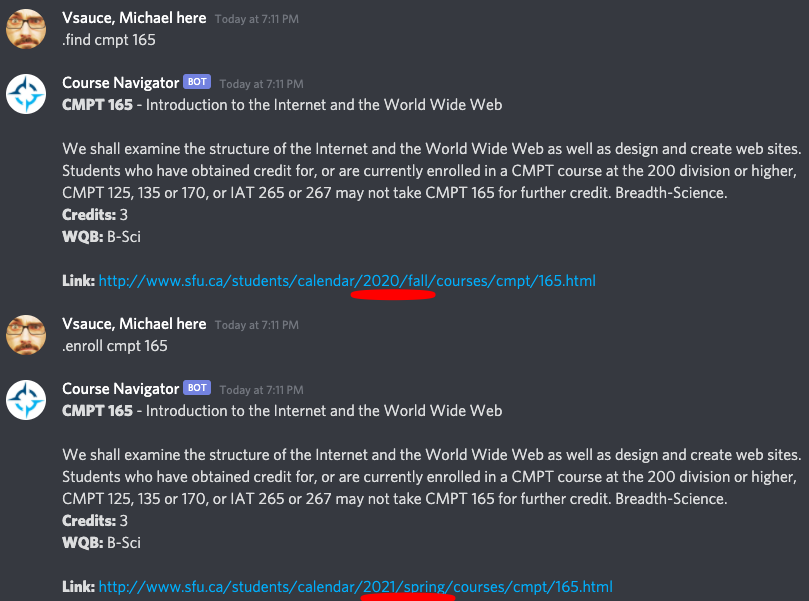 Vsauce, Michael here Today at 7:11 PM
.find cmpt 165
Course Navigator BOT Today at 7:11 PM
CMPT 165 - Introduction to the Internet and the World Wide Web
We shall examine the structure of the Internet and the World Wide Web as well as design and create web sites.
Students who have obtained credit for, or are currently enrolled in a CMPT course at the 200 division or higher,
CMPT 125, 135 or 170, or IAT 265 or 267 may not take CMPT 165 for further credit. Breadth-Science.
Credits: 3
WQB: B-Sci
Link: http://www.sfu.ca/students/calendar/2020/fall/courses/cmpt/165.html
Vsauce, Michael here Today at 7:11 PM
.enroll cmpt 165
Course Navigator BOT Today at 7:11 PM
CMPT 165 - Introduction to the Internet and the World Wide Web
We shall examine the structure of the Internet and the World Wide Web as well as design and create web sites.
Students who have obtained credit for, or are currently enrolled in a CMPT course at the 200 division or higher,
CMPT 125, 135 or 170, or IAT 265 or 267 may not take CMPT 165 for further credit. Breadth-Science.
Credits: 3
WQB: B-Sci
Link: http://www.sfu.ca/students/calendar/2021/spring/courses/cmpt/165.html